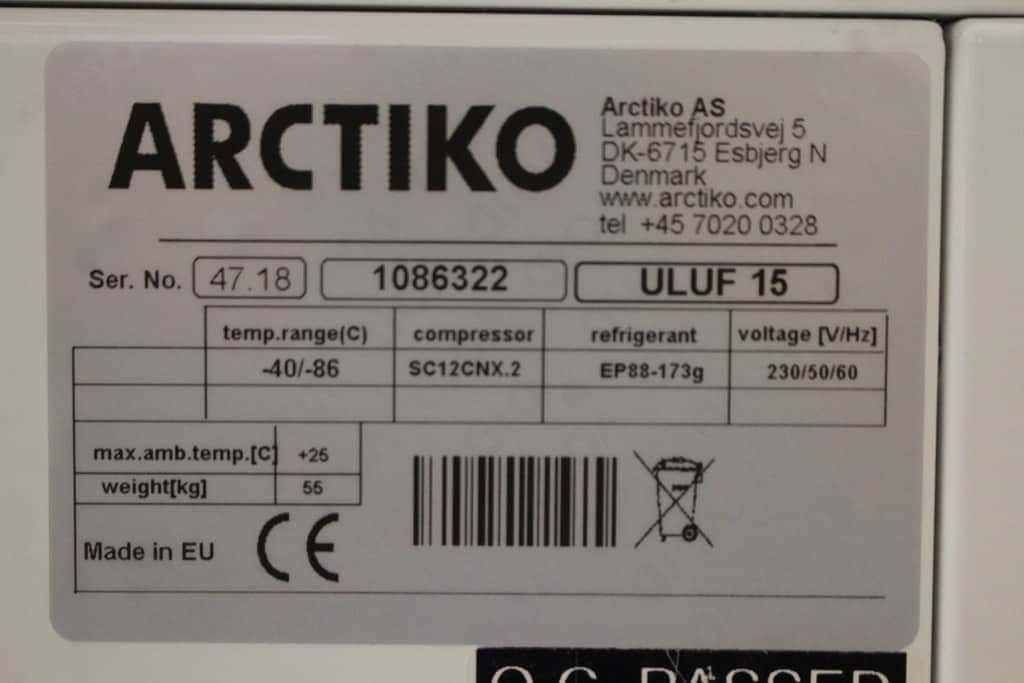 ARCTIKO
Arctiko AS
Lammefjordsvej 5
DK-6715 Esbjerg N
Denmark
www.arctiko.com
tel +45 7020 0328
Ser. No. 47.18 1086322 ULUF 15
temp.range(C) compressor refrigerant voltage [V/Hz]
-40/-86 SC12CNX.2 EP88-173g 230/50/60
max.amb.temp.[C] +25
weight[kg] 55
Made in EU CE
Q.C. PASSED